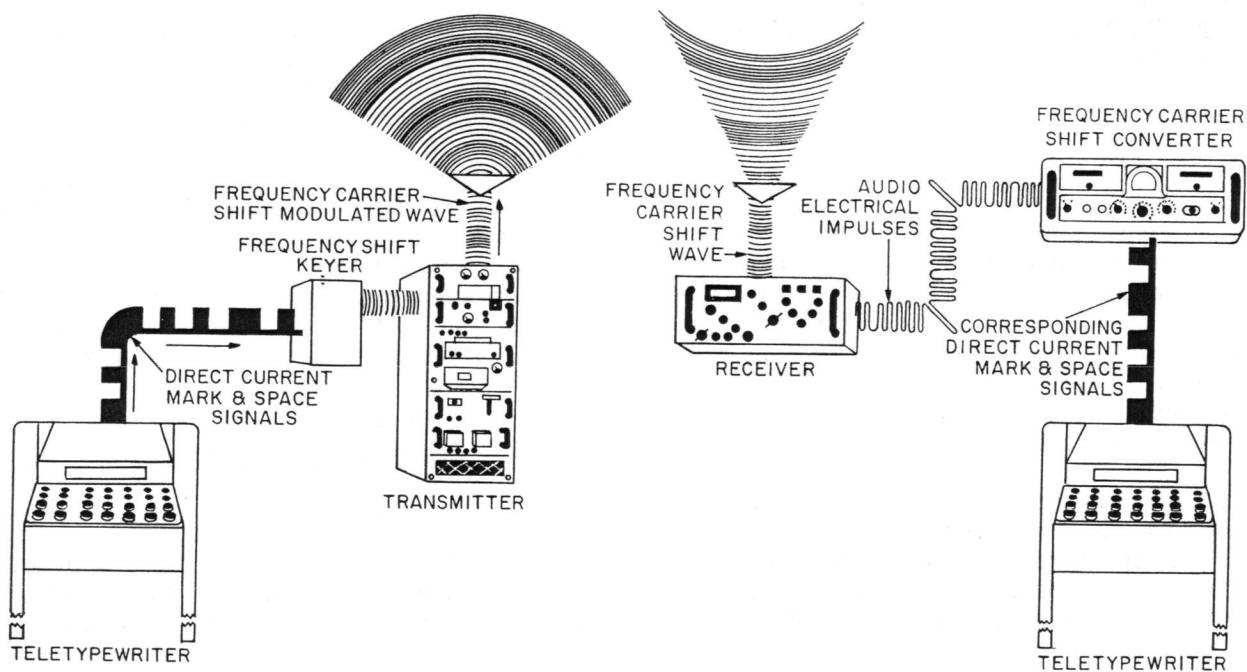 FREQUENCY CARRIER
SHIFT MODULATED WAVE
FREQUENCY SHIFT
KEYER
DIRECT CURRENT
MARK & SPACE
SIGNALS
TRANSMITTER
TELETYPEWRITER
FREQUENCY
CARRIER
SHIFT
WAVE
AUDIO
ELECTRICAL
IMPULSES
RECEIVER
FREQUENCY CARRIER
SHIFT CONVERTER
CORRESPONDING
DIRECT CURRENT
MARK & SPACE
SIGNALS
TELETYPEWRITER